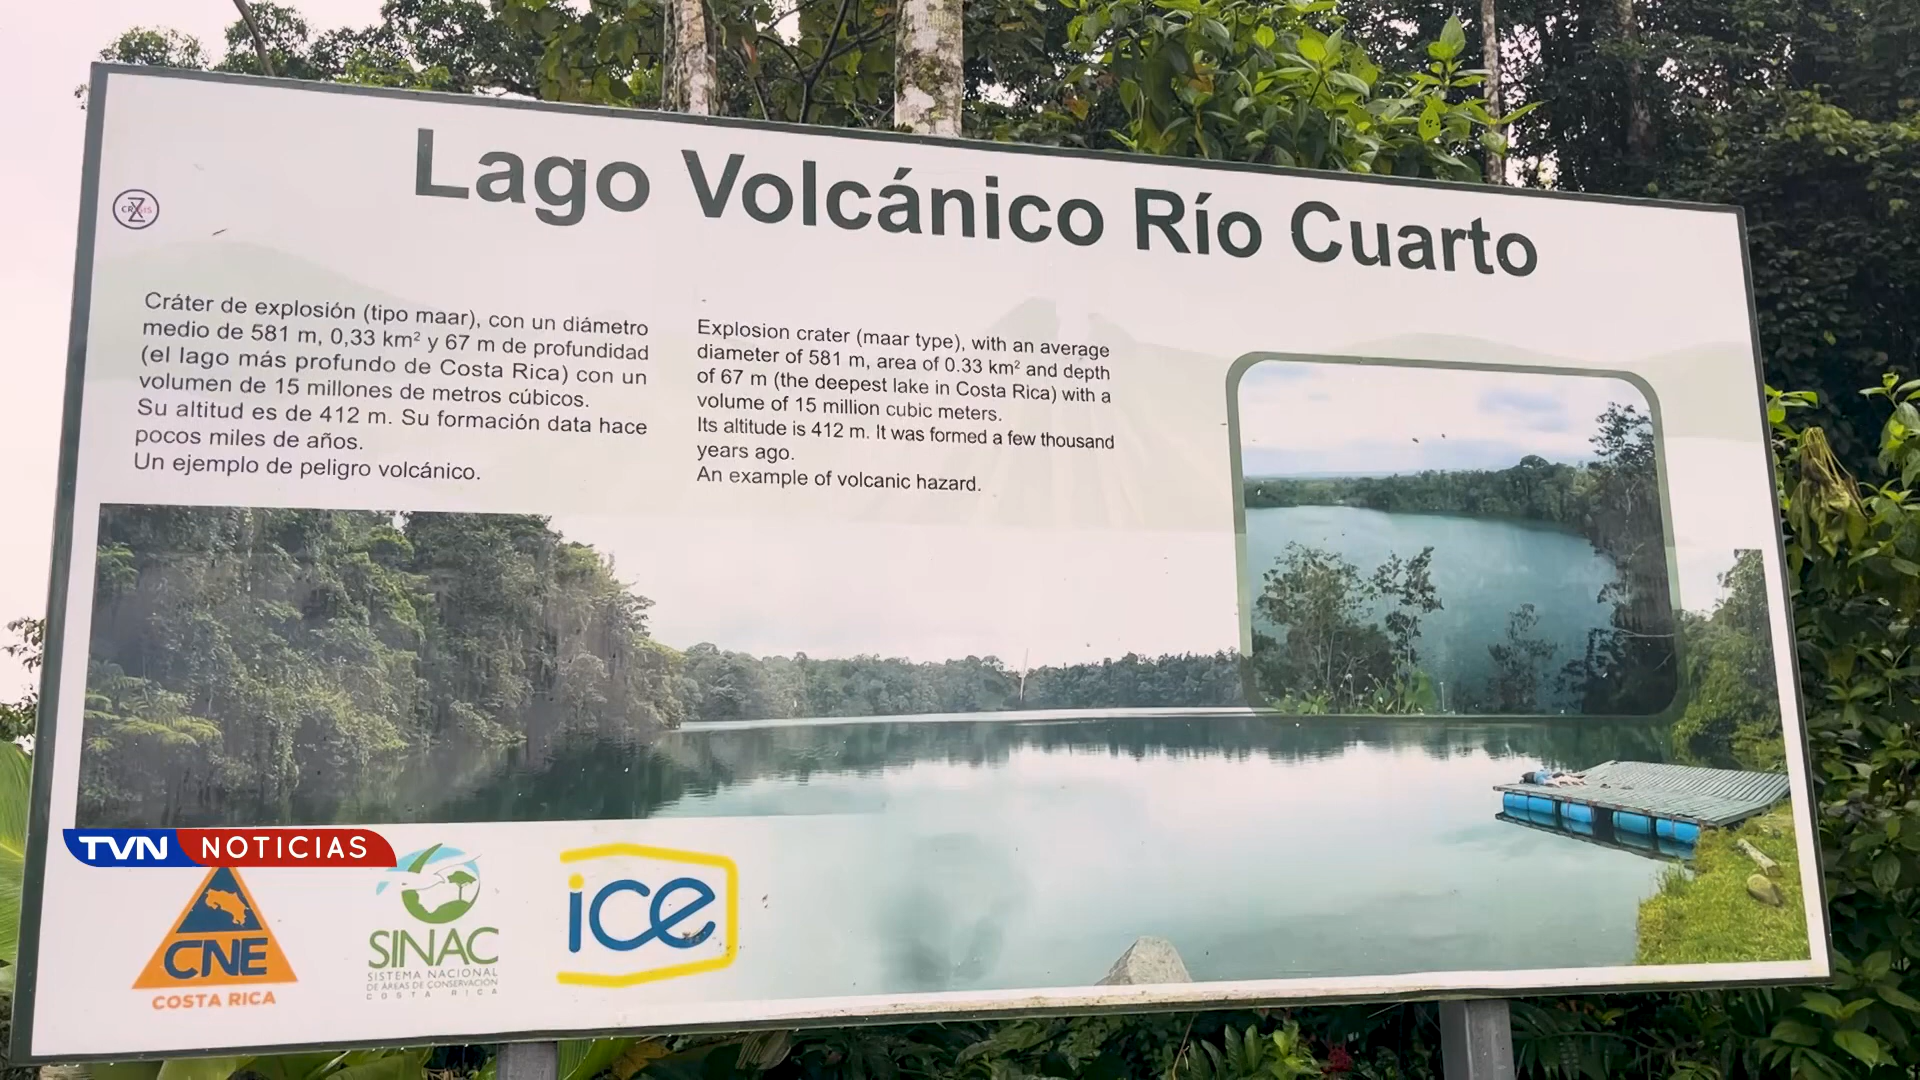 Lago Volcánico Río Cuarto
CRISIS
Cráter de explosión (tipo maar), con un diámetro
medio de 581 m, 0,33 km² y 67 m de profundidad
(el lago más profundo de Costa Rica) con un
volumen de 15 millones de metros cúbicos.
Su altitud es de 412 m. Su formación data hace
pocos miles de años.
Un ejemplo de peligro volcánico.
Explosion crater (maar type), with an average
diameter of 581 m, area of 0.33 km² and depth
of 67 m (the deepest lake in Costa Rica) with a
volume of 15 million cubic meters.
Its altitude is 412 m. It was formed a few thousand
years ago.
An example of volcanic hazard.
TVN NOTICIAS
CNE
COSTA RICA
SINAC
SISTEMA NACIONAL
DE ÁREAS DE CONSERVACIÓN
COSTA RICA
ice